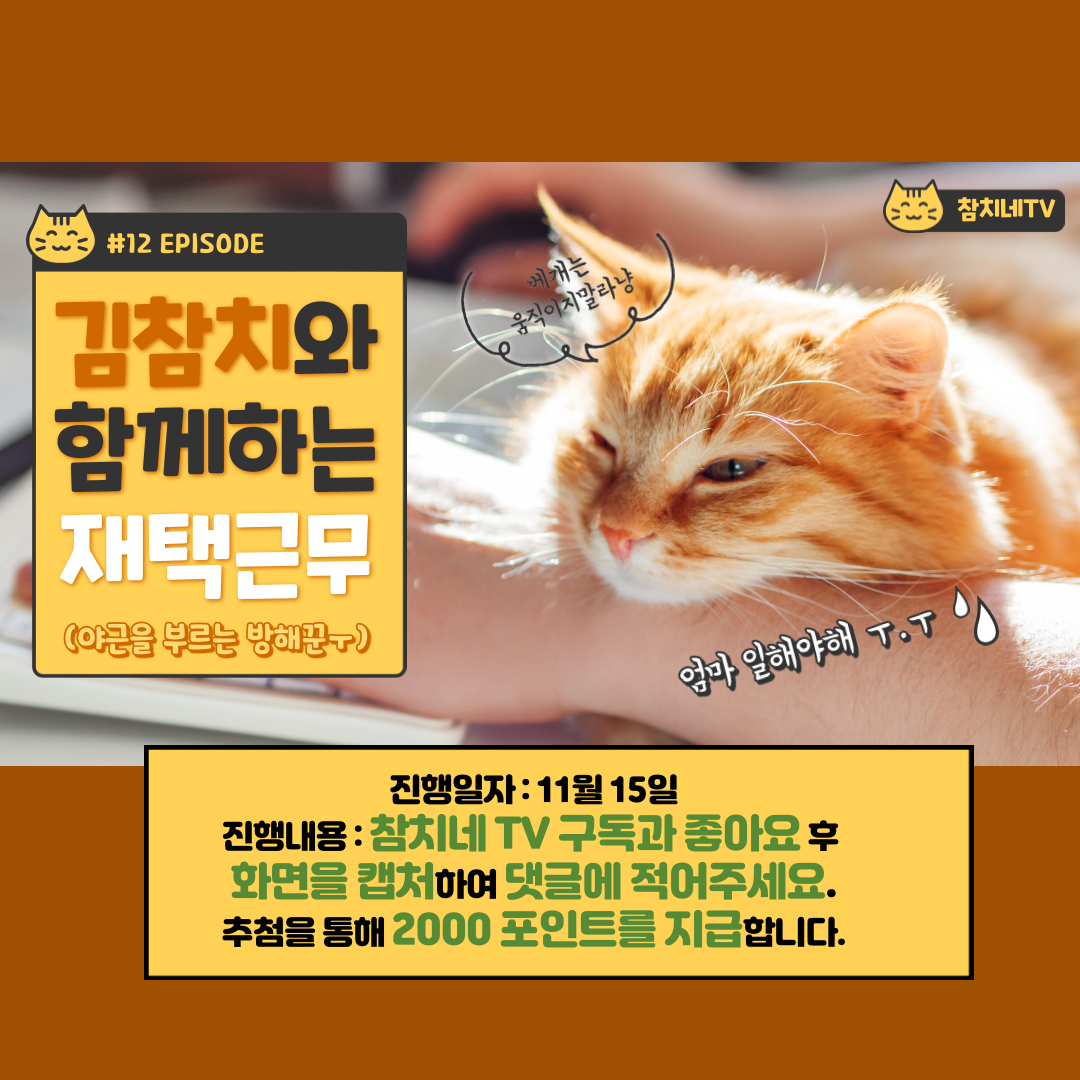 #12 EPISODE
참치네TV
김참치와
함께하는
재택근무
(야근을 부르는 방해꾼ㅜ)
베개는
움직이지말라냥
엄마 일해야해 ㅜ.ㅜ
진행일자 : 11월 15일
진행내용 : 참치네 TV 구독과 좋아요 후
화면을 캡처하여 댓글에 적어주세요.
추첨을 통해 2000 포인트를 지급합니다.